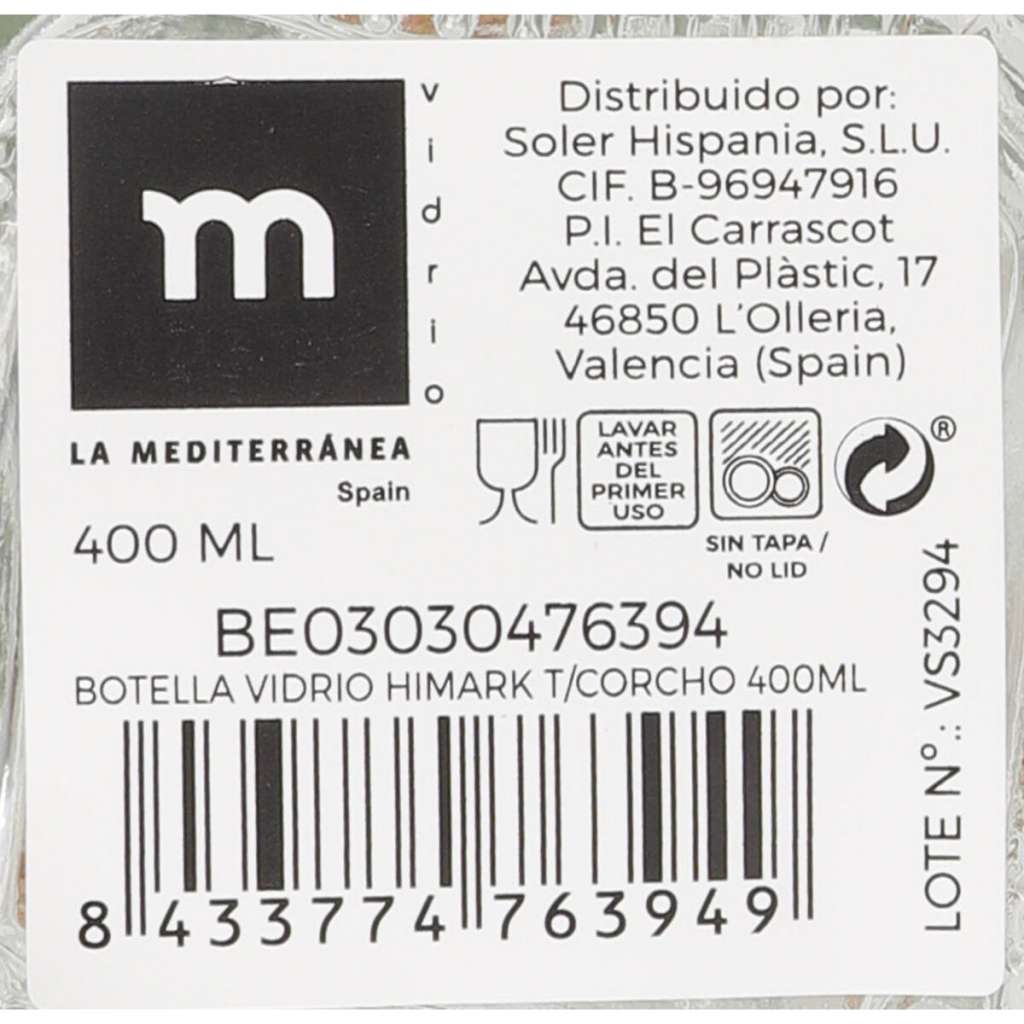 m
vidrio
LA MEDITERRÁNEA
Spain
400 ML
Distribuido por:
Soler Hispania, S.L.U.
CIF. B-96947916
P.I. El Carrascot
Avda. del Plàstic, 17
46850 L'Olleria,
Valencia (Spain)
LAVAR
ANTES
DEL
PRIMER
USO
®
SIN TAPA /
NO LID
BE03030476394
BOTELLA VIDRIO HIMARK T/CORCHO 400ML
8 433774 763949
LOTE Nº.: VS3294